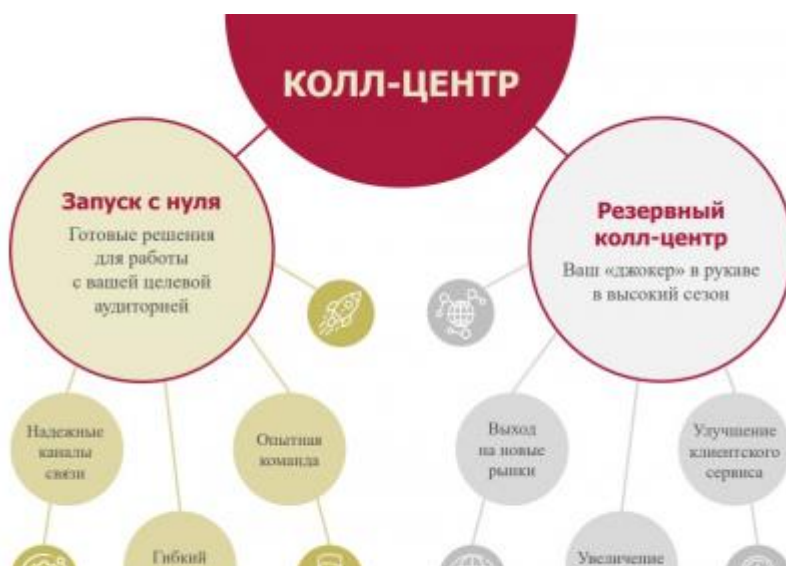 КОЛЛ-ЦЕНТР
Запуск с нуля
Готовые решения
для работы
с вашей целевой
аудиторией
Резервный
колл-центр
Ваш «джокер» в рукаве
в высокий сезон
Надежные
каналы
связи
Опытная
команда
Выход
на новые
рынки
Улучшение
клиентского
сервиса
Гибкий
Увеличение